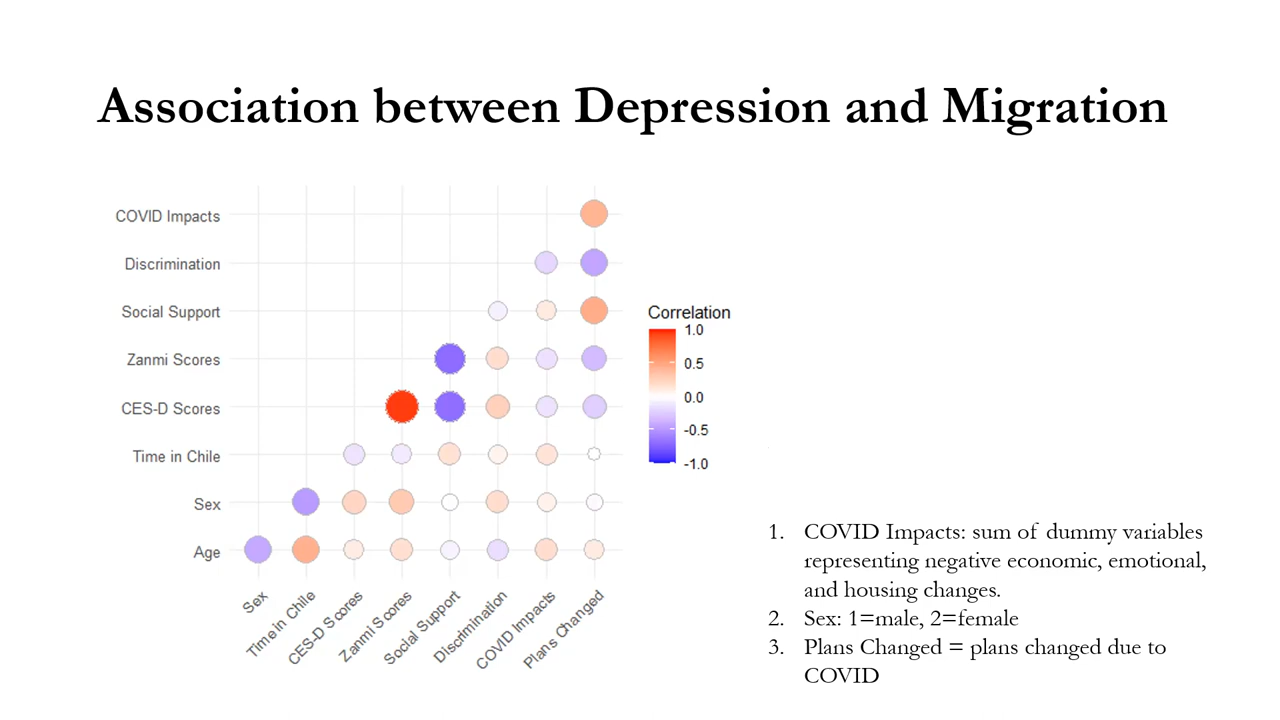 Association between Depression and Migration
COVID Impacts
Discrimination
Social Support
Zanmi Scores
CES-D Scores
Time in Chile
Sex
Age
Sex
Time in Chile
CES-D Scores
Zanmi Scores
Social Support
Discrimination
COVID Impacts
Plans Changed
Correlation
1.0
0.5
0.0
-0.5
-1.0
1. COVID Impacts: sum of dummy variables
representing negative economic, emotional,
and housing changes.
2. Sex: 1=male, 2=female
3. Plans Changed = plans changed due to
COVID